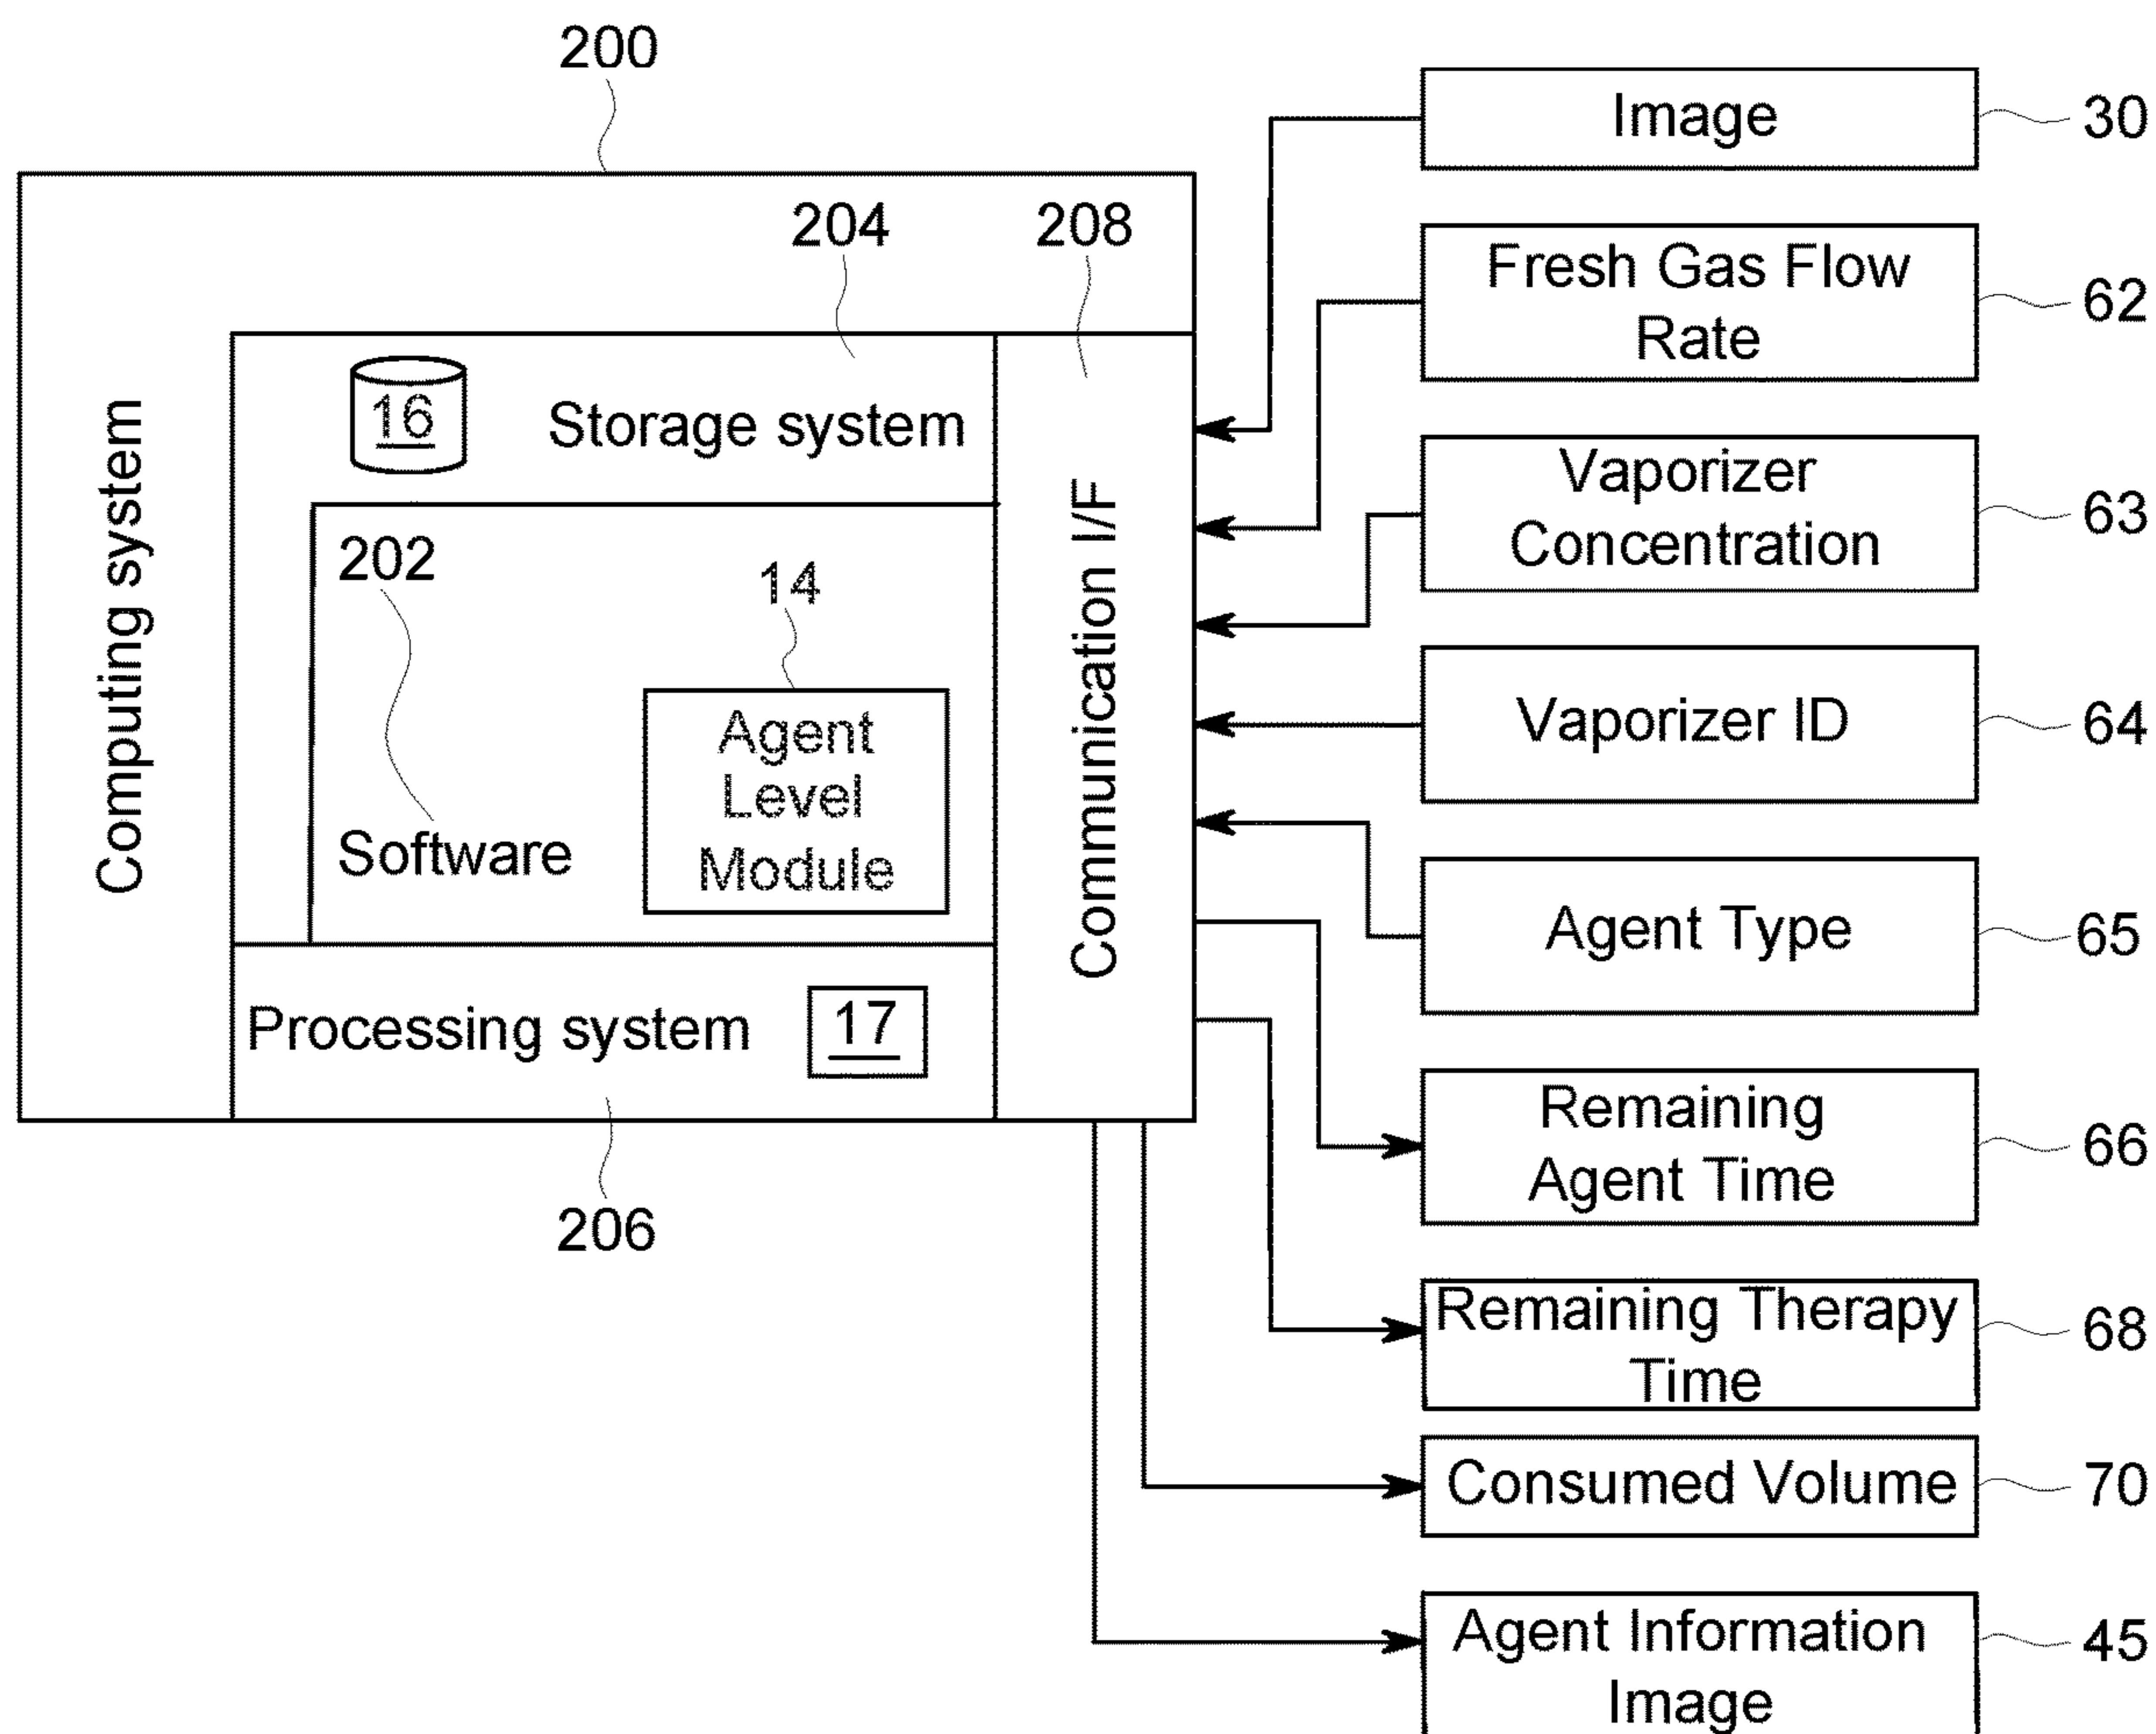 200
Computing system
204
208
16
Storage system
202
14
Agent
Level
Module
Software
Communication I/F
Processing system
17
206
Image
30
Fresh Gas Flow
Rate
62
Vaporizer
Concentration
63
Vaporizer ID
64
Agent Type
65
Remaining
Agent Time
66
Remaining Therapy
Time
68
Consumed Volume
70
Agent Information
Image
45